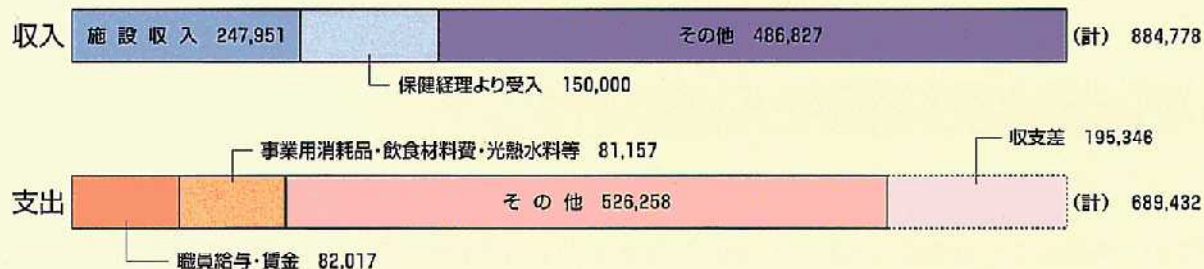 収入 施設収入 247,951 その他 486,827 (計) 884,778
保健経理より受入 150,000
収支差 195,346
事業用消耗品・飲食材料費・光熱水料等 81,157
支出 その他 526,258 (計) 689,432
職員給与・賃金 82,017